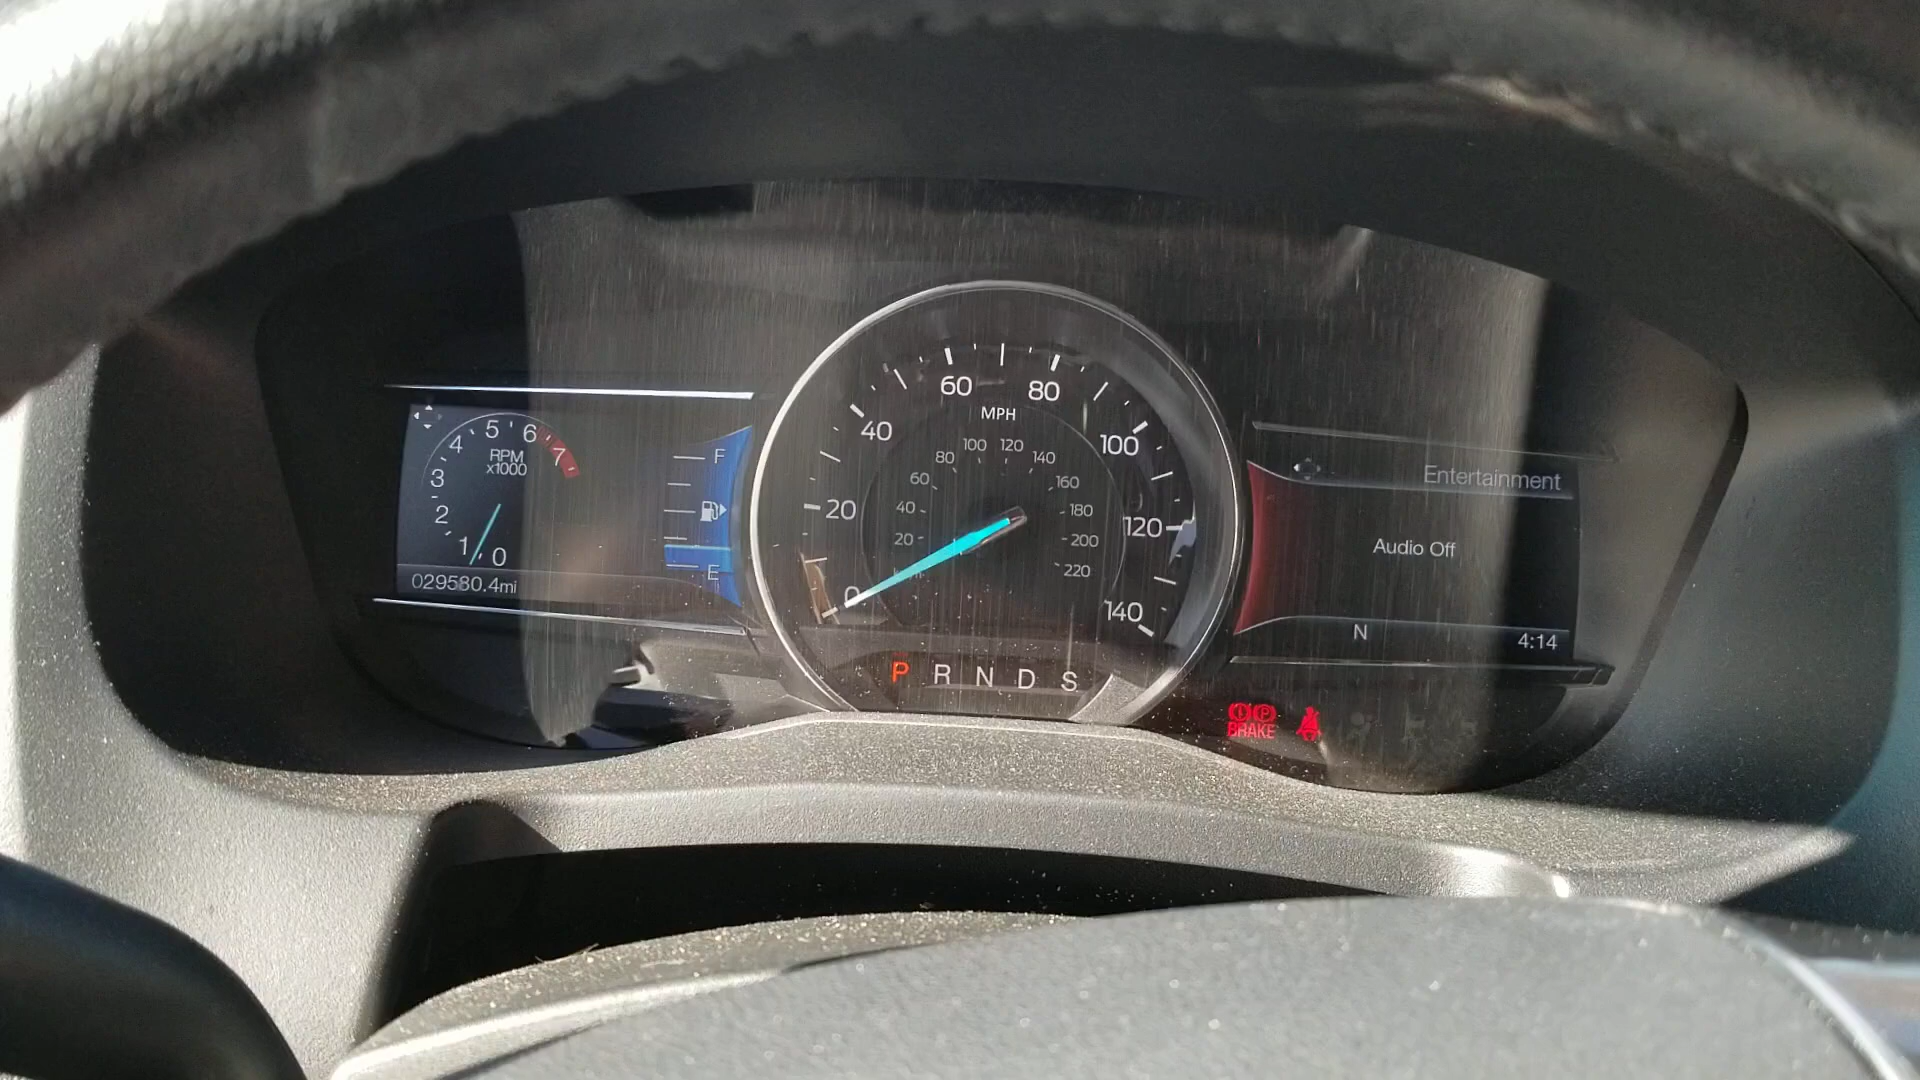 5 6
4 7
RPM
x1000
3
2
1 0
029580.4mi
F
E
60 80
MPH
40 100
100 120
80 140
60 160
40 180
20 200
220
20 120
0 140
P R N D S
Entertainment
Audio Off
N 4:14
P
BRAKE